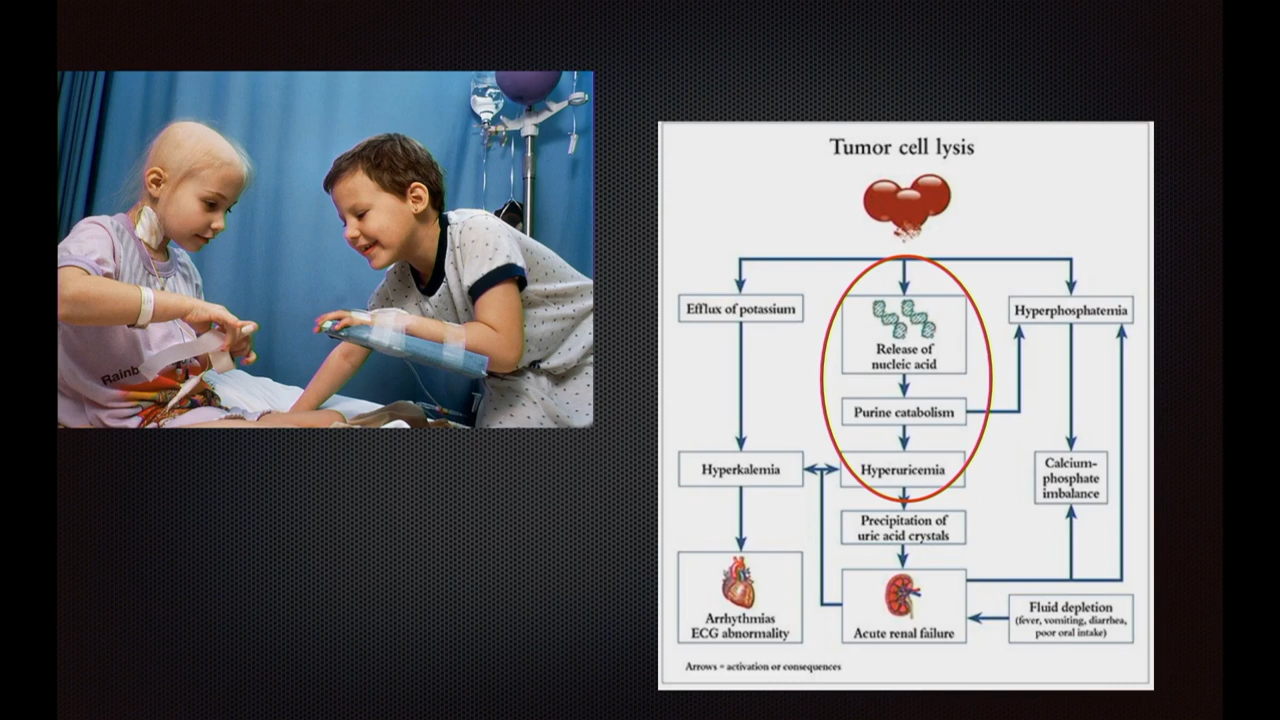 Rainb
Tumor cell lysis
Efflux of potassium
Release of
nucleic acid
Hyperphosphatemia
Purine catabolism
Hyperkalemia
Hyperuricemia
Calcium-
phosphate
imbalance
Precipitation of
uric acid crystals
Arrhythmias
ECG abnormality
Acute renal failure
Fluid depletion
(fever, vomiting, diarrhea,
poor oral intake)
Arrows = activation or consequences